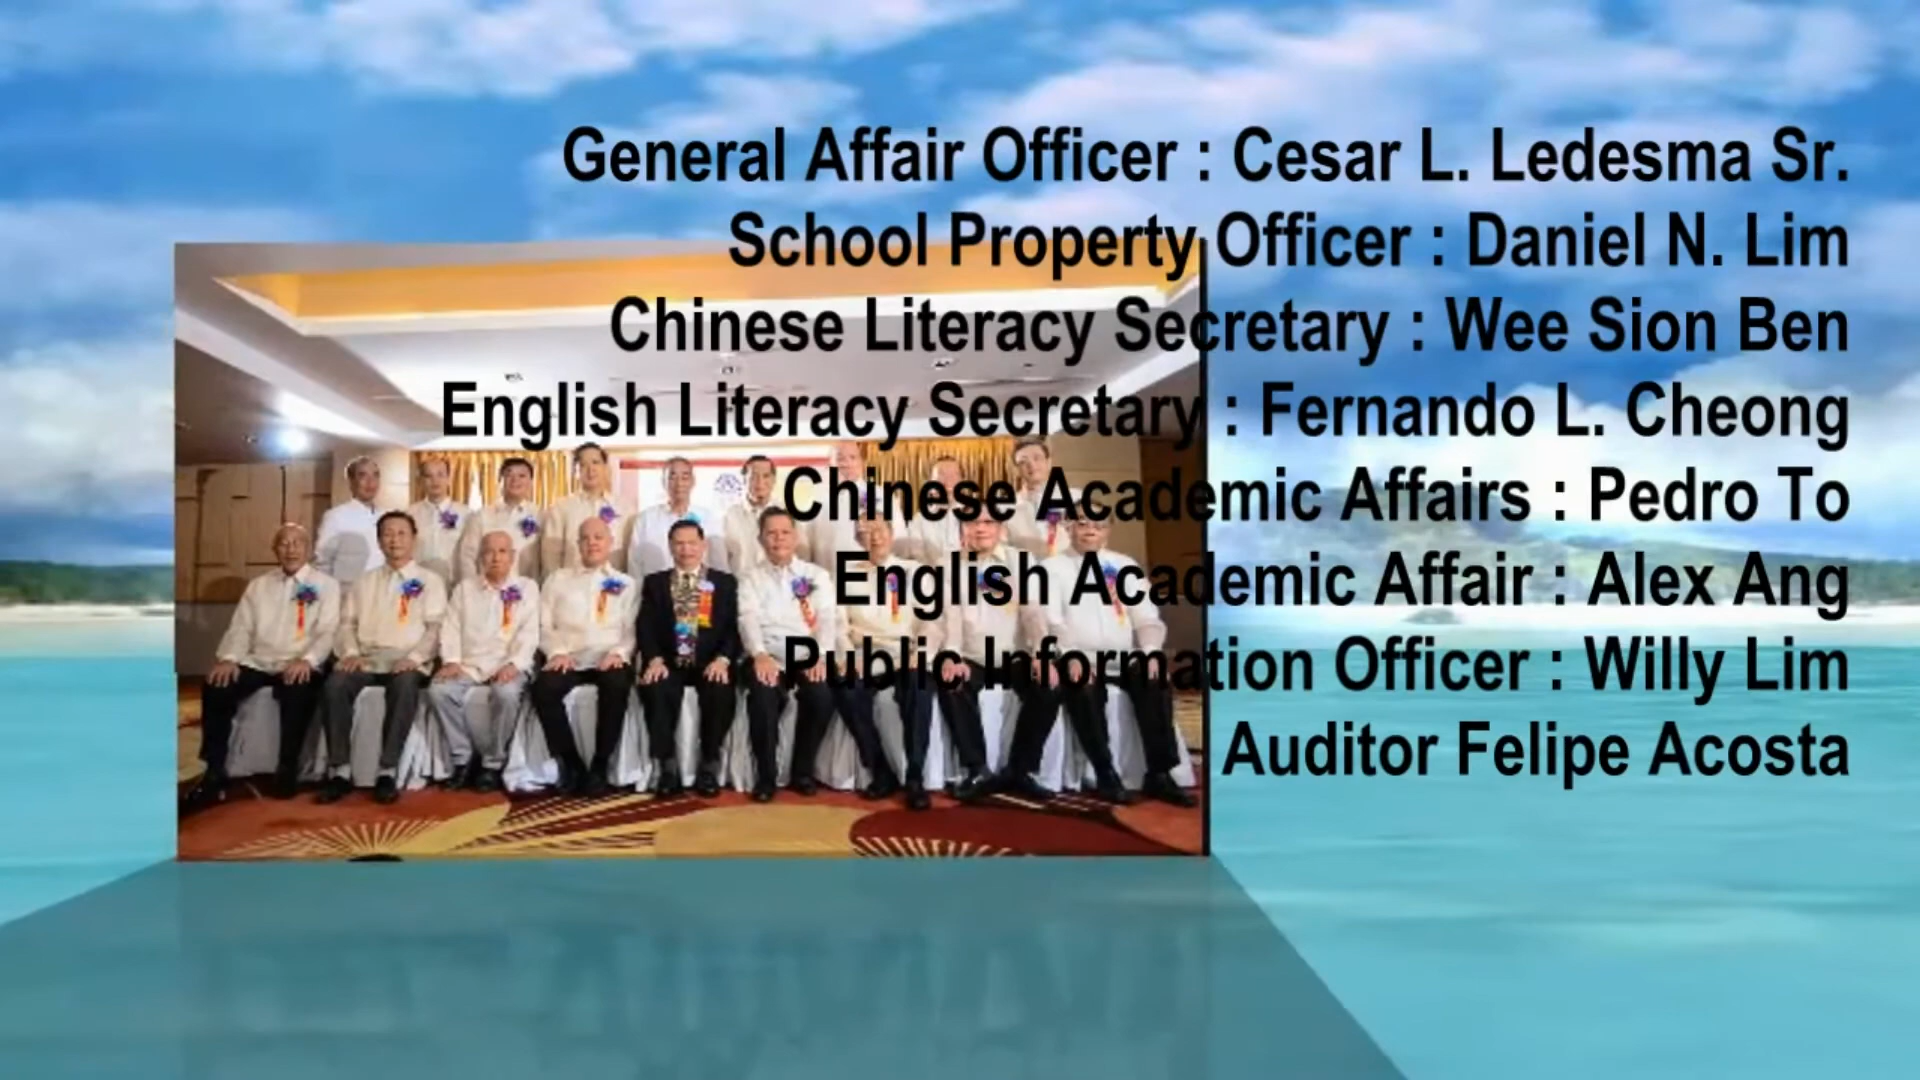 General Affair Officer : Cesar L. Ledesma Sr.
School Property Officer : Daniel N. Lim
Chinese Literacy Secretary : Wee Sion Ben
English Literacy Secretary : Fernando L. Cheong
Chinese Academic Affairs : Pedro To
English Academic Affair : Alex Ang
Public Information Officer : Willy Lim
Auditor Felipe Acosta